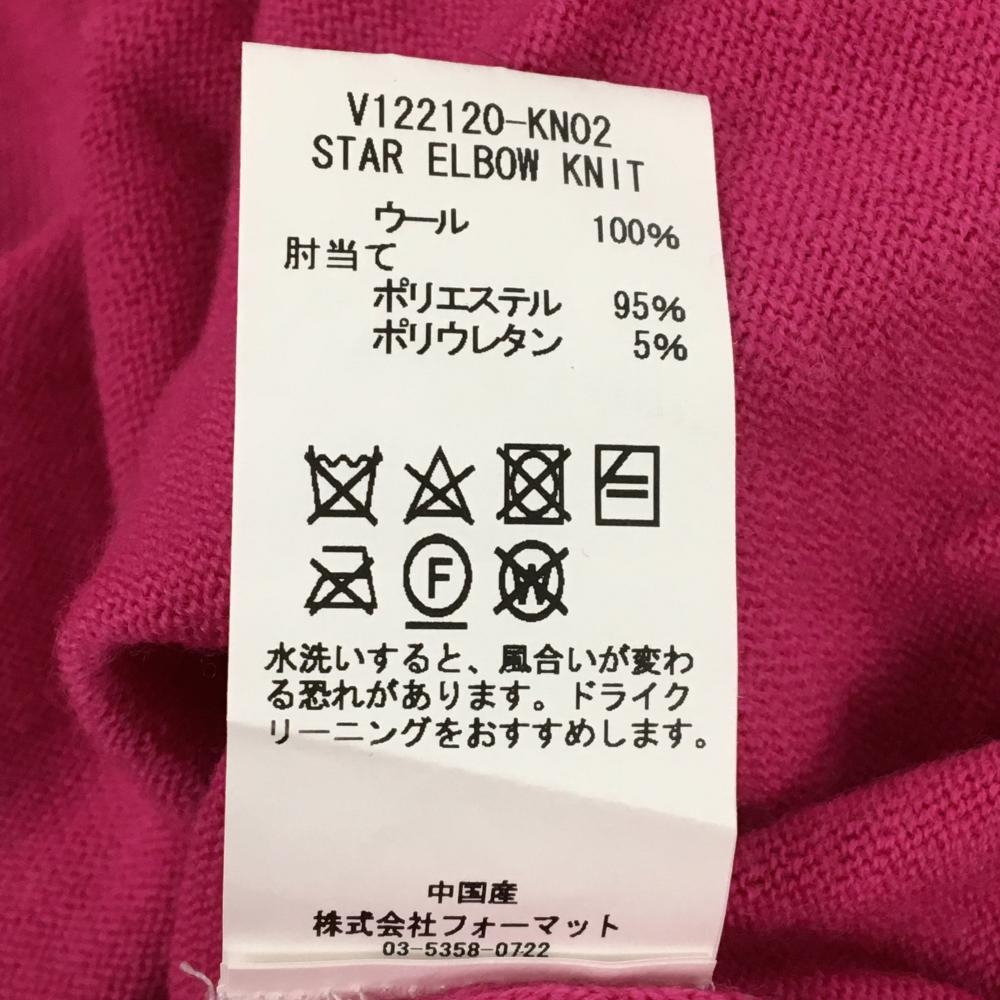 V122120-KN02
STAR ELBOW KNIT
ウール 100%
肘当て
ポリエステル 95%
ポリウレタン 5%
F
W
水洗いすると、風合いが変わ
る恐れがあります。ドライク
リーニングをおすすめします。
中国産
株式会社フォーマット
03-5358-0722